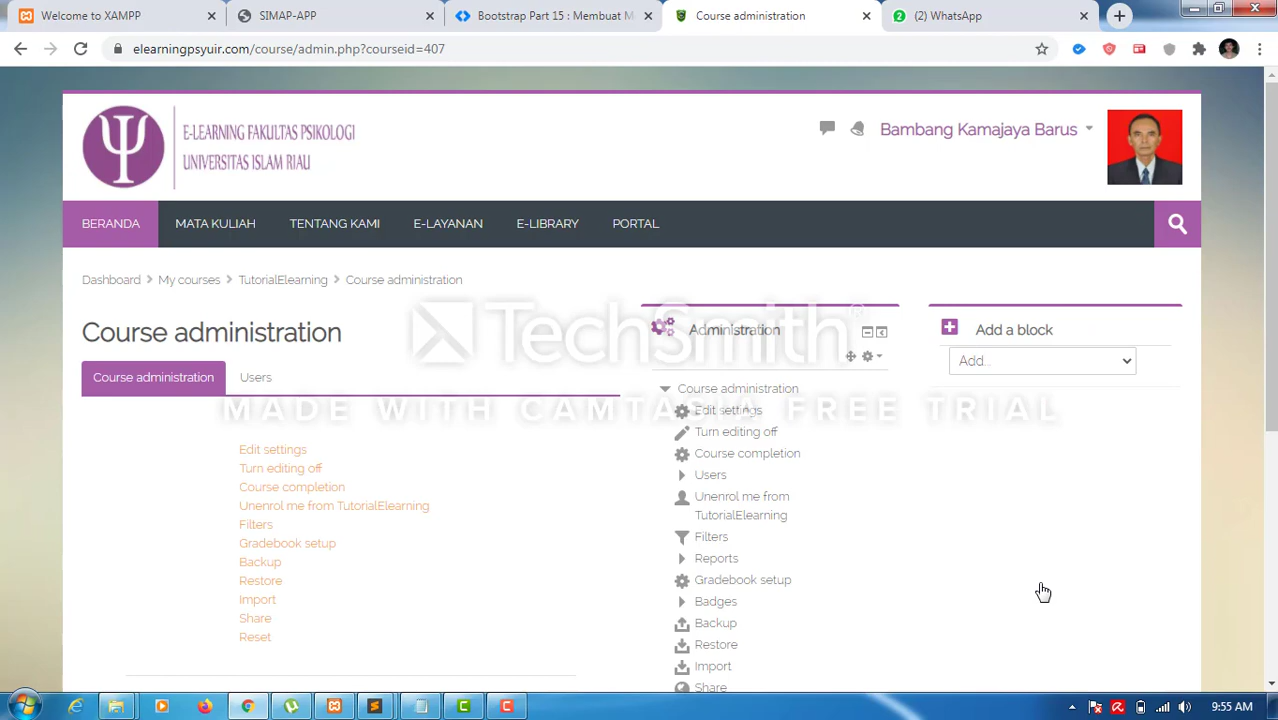 Welcome to XAMPP
SIMAP-APP
Bootstrap Part 15 : Membuat M
Course administration
(2) WhatsApp
elearningpsyuir.com/course/admin.php?courseid=407
E-LEARNING FAKULTAS PSIKOLOGI
UNIVERSITAS ISLAM RIAU
Bambang Kamajaya Barus
BERANDA
MATA KULIAH
TENTANG KAMI
E-LAYANAN
E-LIBRARY
PORTAL
Dashboard
My courses
TutorialElearning
Course administration
Course administration
Course administration
Users
Edit settings
Turn editing off
Course completion
Unenrol me from TutorialElearning
Filters
Gradebook setup
Backup
Restore
Import
Share
Reset
Administration
Course administration
Edit settings
Turn editing off
Course completion
Users
Unenrol me from
TutorialElearning
Filters
Reports
Gradebook setup
Badges
Backup
Restore
Import
Share
Add a block
Add...
TechSmith®
MADE WITH CAMTASIA FREE TRIAL
9:55 AM